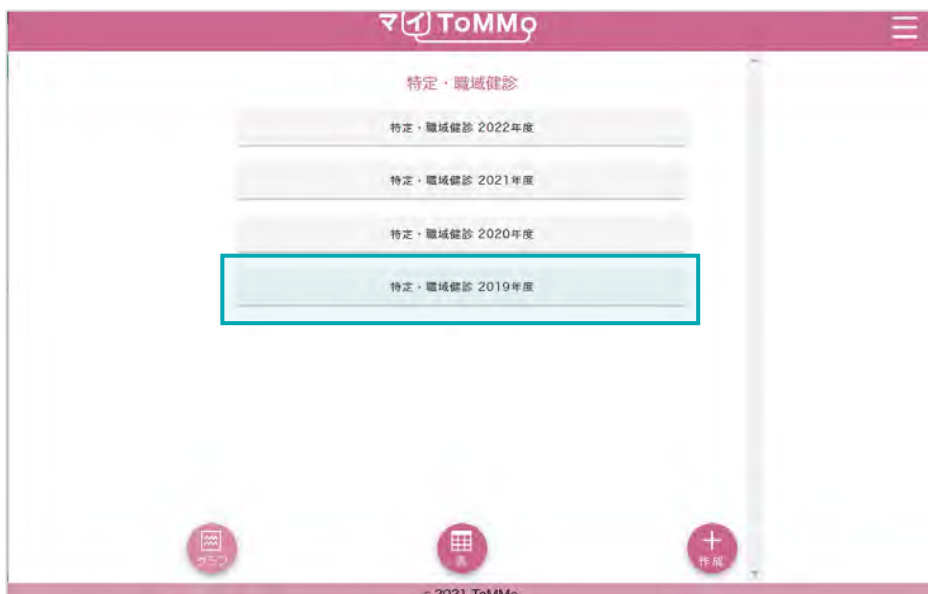 マイToMMo
特定・職域健診
特定・職域健診 2022年度
特定・職域健診 2021年度
特定・職域健診 2020年度
特定・職域健診 2019年度
グラフ
表
作成
© 2021 ToMMo